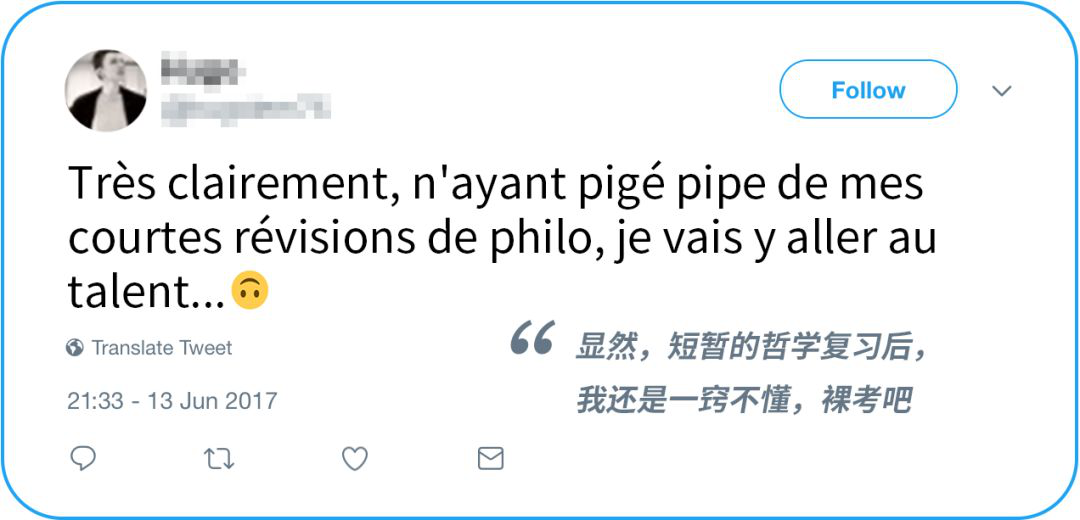 Follow
Très clairement, n'ayant pigé pipe de mes
courtes révisions de philo, je vais y aller au
talent...🙃
Translate Tweet
“ 显然，短暂的哲学复习后，
我还是一窍不懂，裸考吧
21:33 - 13 Jun 2017